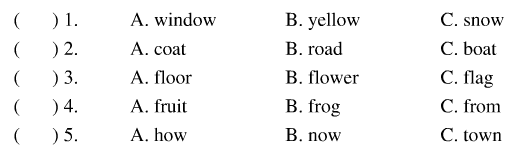 (    ) 1.    A. window    B. yellow    C. snow
(    ) 2.    A. coat    B. road    C. boat
(    ) 3.    A. floor    B. flower    C. flag
(    ) 4.    A. fruit    B. frog    C. from
(    ) 5.    A. how    B. now    C. town